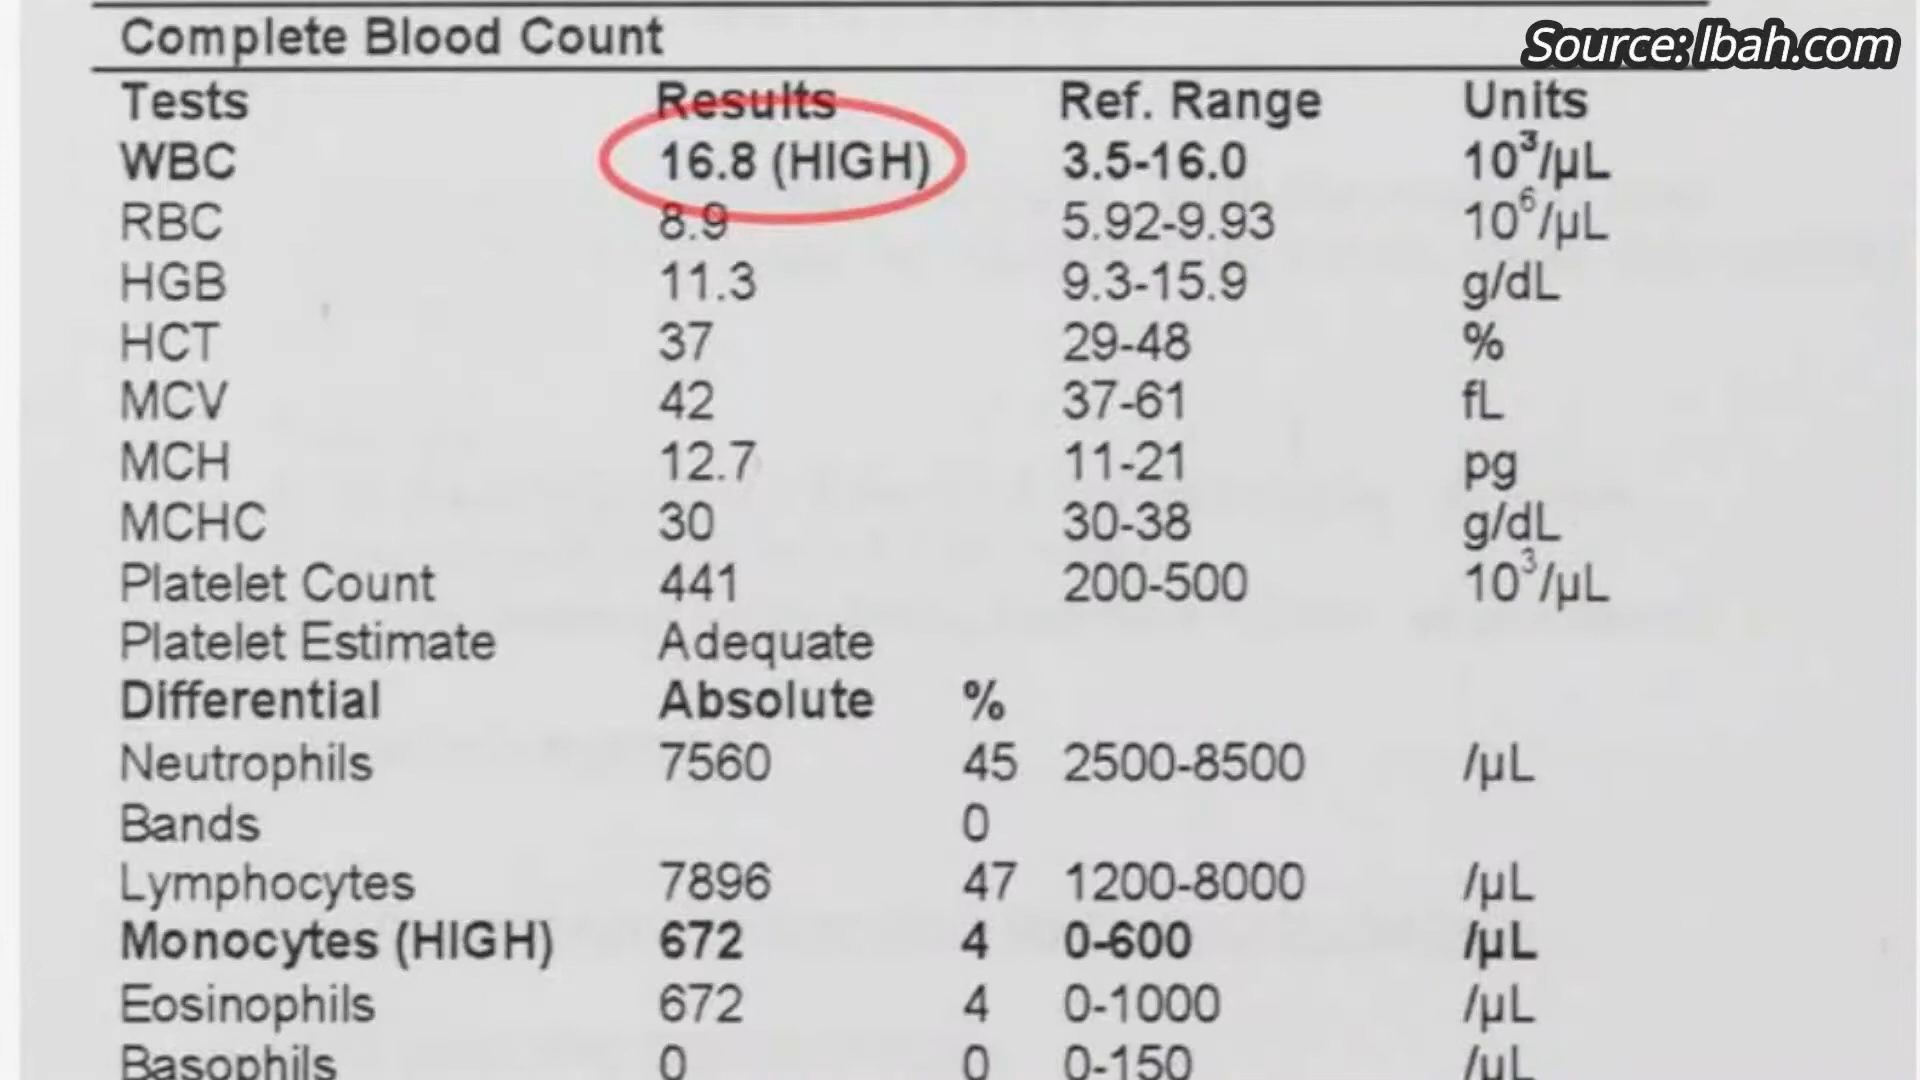 Complete Blood Count
Source: lbah.com
Tests Results Ref. Range Units
WBC 16.8 (HIGH) 3.5-16.0 10³/µL
RBC 8.9 5.92-9.93 10⁶/µL
HGB 11.3 9.3-15.9 g/dL
HCT 37 29-48 %
MCV 42 37-61 fL
MCH 12.7 11-21 pg
MCHC 30 30-38 g/dL
Platelet Count 441 200-500 10³/µL
Platelet Estimate Adequate
Differential Absolute %
Neutrophils 7560 45 2500-8500 /µL
Bands 0
Lymphocytes 7896 47 1200-8000 /µL
Monocytes (HIGH) 672 4 0-600 /µL
Eosinophils 672 4 0-1000 /µL
Basophils 0 0 0-150 /µL